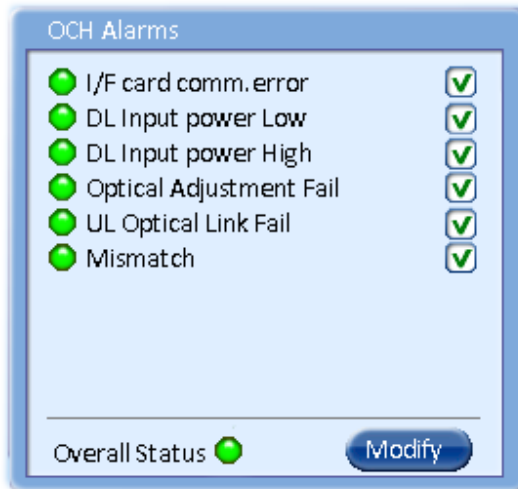 OCH Alarms
I/F card comm.error
DL Input power Low
DL Input power High
Optical Adjustment Fail
UL Optical Link Fail
Mismatch
Overall Status
Modify